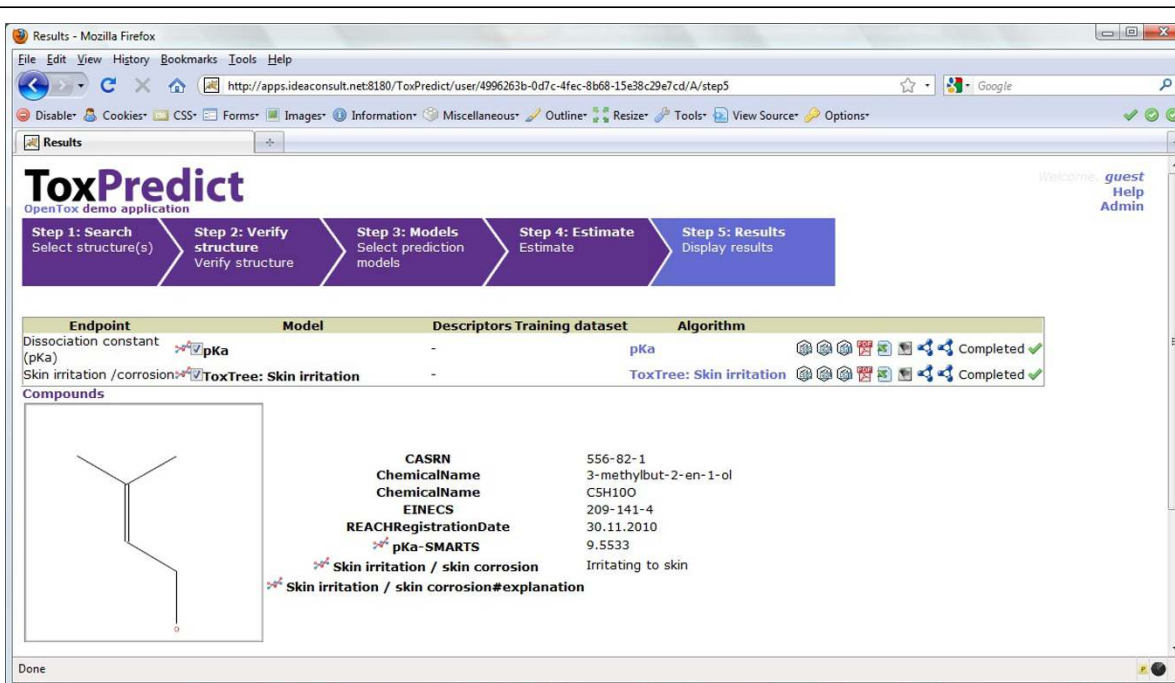 Results - Mozilla Firefox
File Edit View History Bookmarks Tools Help
http://apps.ideaconsult.net:8180/ToxPredict/user/4996263b-0d7c-4fec-8b68-15e38c29e7cd/A/step5
Google
Disable Cookies CSS Forms Images Information Miscellaneous Outline Resize Tools View Source Options
Results
ToxPredict
OpenTox demo application
Welcome, guest
Help
Admin
Step 1: Search
Select structure(s)
Step 2: Verify
structure
Verify structure
Step 3: Models
Select prediction
models
Step 4: Estimate
Estimate
Step 5: Results
Display results
Endpoint Model Descriptors Training dataset Algorithm
Dissociation constant
(pKa) pKa - pKa Completed
Skin irritation /corrosion ToxTree: Skin irritation - ToxTree: Skin irritation Completed
Compounds
CASRN 556-82-1
ChemicalName 3-methylbut-2-en-1-ol
ChemicalName C5H10O
EINECS 209-141-4
REACHRegistrationDate 30.11.2010
pKa-SMARTS 9.5533
Skin irritation / skin corrosion Irritating to skin
Skin irritation / skin corrosion#explanation
O
Done